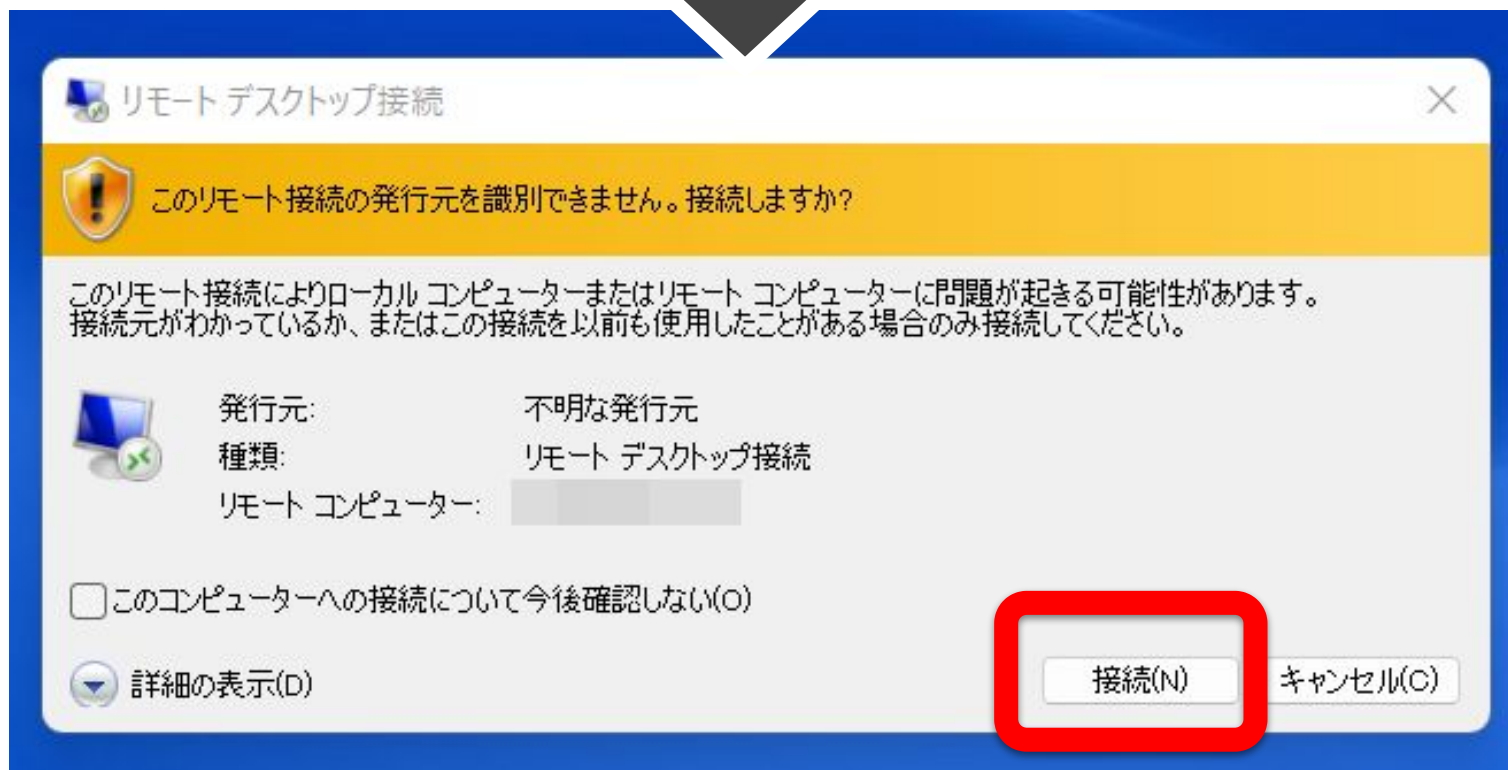 リモート デスクトップ接続
このリモート接続の発行元を識別できません。接続しますか?
このリモート接続によりローカル コンピューターまたはリモート コンピューターに問題が起きる可能性があります。
接続元がわかっているか、またはこの接続を以前も使用したことがある場合のみ接続してください。
発行元: 不明な発行元
種類: リモート デスクトップ接続
リモート コンピューター:
このコンピューターへの接続について今後確認しない(O)
詳細の表示(D) 接続(N) キャンセル(C)